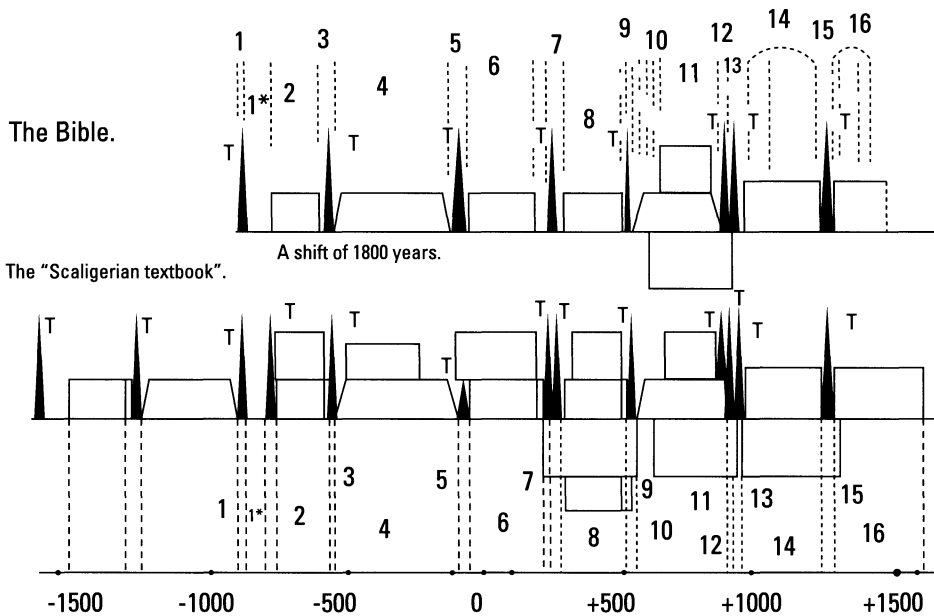 1 3 5 7 9 10 12 14 15 16
1* 2 4 6 8 11 13
The Bible.
T T T T T T T T
A shift of 1800 years.
The "Scaligerian textbook".
T T T T T T T T T T T T T
1 1* 2 3 4 5 6 7 8 9 10 11 12 13 14 15 16
-1500 -1000 -500 0 +500 +1000 +1500